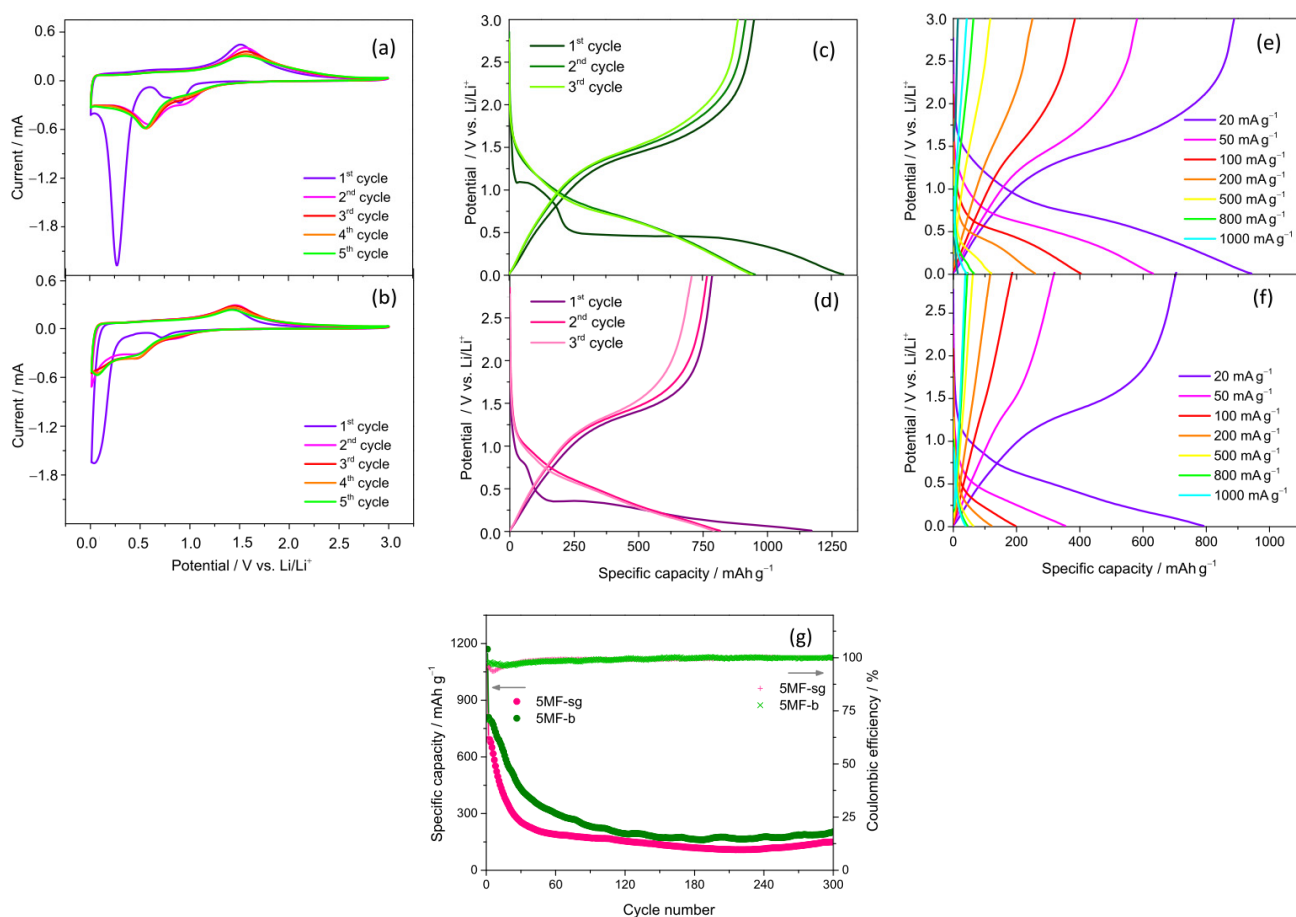 (a)
0.6
0.0
−0.6
−1.2
−1.8
Current / mA
1st cycle
2nd cycle
3rd cycle
4th cycle
5th cycle
(b)
0.6
0.0
−0.6
−1.2
−1.8
Current / mA
1st cycle
2nd cycle
3rd cycle
4th cycle
5th cycle
0.0 0.5 1.0 1.5 2.0 2.5 3.0
Potential / V vs. Li/Li+
(c)
3.0
2.5
2.0
1.5
1.0
0.5
0.0
Potential / V vs. Li/Li+
1st cycle
2nd cycle
3rd cycle
(d)
2.5
2.0
1.5
1.0
0.5
0.0
Potential / V vs. Li/Li+
1st cycle
2nd cycle
3rd cycle
0 250 500 750 1000 1250
Specific capacity / mAh g−1
(e)
3.0
2.5
2.0
1.5
1.0
0.5
0.0
Potential / V vs. Li/Li+
20 mA g−1
50 mA g−1
100 mA g−1
200 mA g−1
500 mA g−1
800 mA g−1
1000 mA g−1
(f)
2.5
2.0
1.5
1.0
0.5
0.0
Potential / V vs. Li/Li+
20 mA g−1
50 mA g−1
100 mA g−1
200 mA g−1
500 mA g−1
800 mA g−1
1000 mA g−1
0 200 400 600 800 1000
Specific capacity / mAh g−1
(g)
1200
900
600
300
0
Specific capacity / mAh g−1
5MF-sg
5MF-b
5MF-sg
5MF-b
100
75
50
25
0
Coulombic efficiency / %
0 60 120 180 240 300
Cycle number